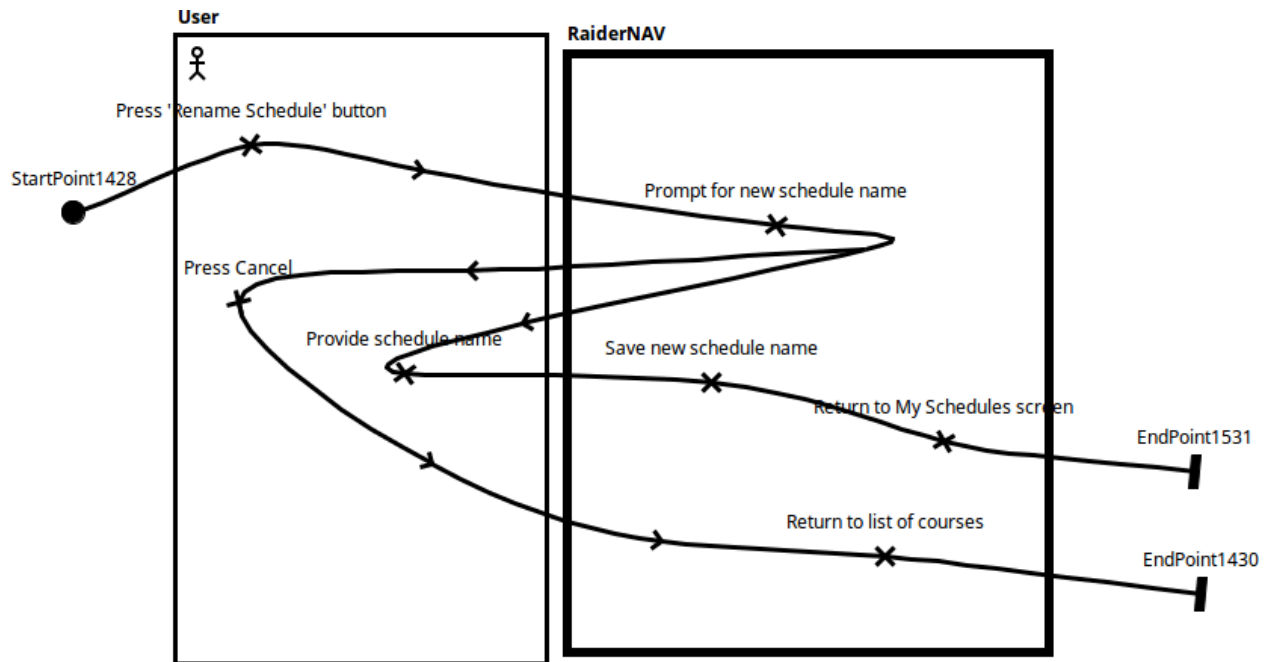 User
RaiderNAV
Press 'Rename Schedule' button
StartPoint1428
Prompt for new schedule name
Press Cancel
Provide schedule name
Save new schedule name
Return to My Schedules screen
EndPoint1531
Return to list of courses
EndPoint1430